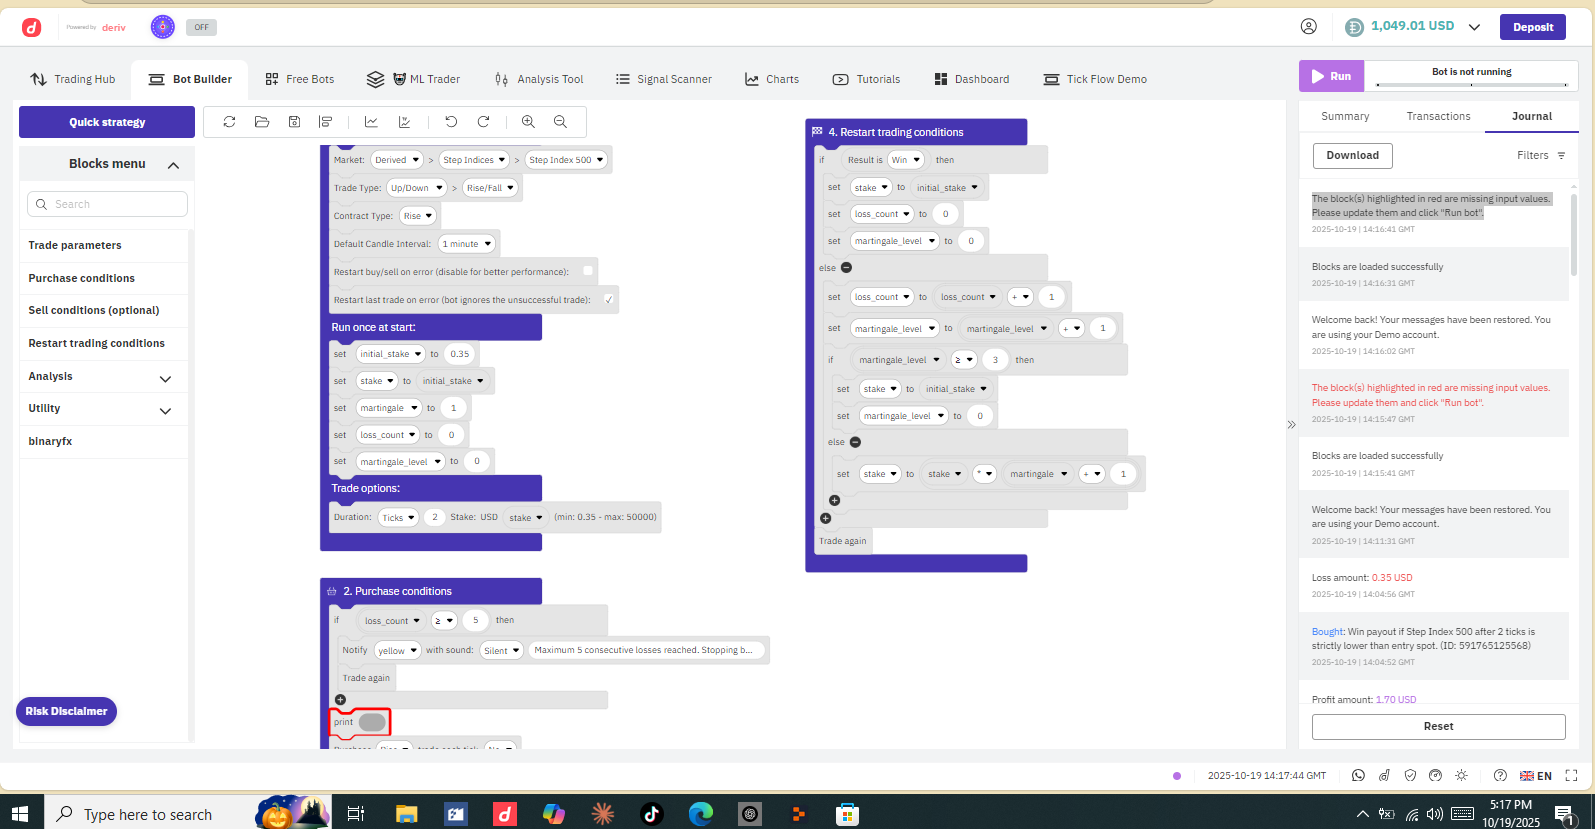 Powered by deriv
OFF
1,049.01 USD
Deposit
Trading Hub
Bot Builder
Free Bots
ML Trader
Analysis Tool
Signal Scanner
Charts
Tutorials
Dashboard
Tick Flow Demo
Run
Bot is not running
Quick strategy
Blocks menu
Search
Trade parameters
Purchase conditions
Sell conditions (optional)
Restart trading conditions
Analysis
Utility
binaryfx
Risk Disclaimer
Market: Derived > Step Indices > Step Index 500
Trade Type: Up/Down > Rise/Fall
Contract Type: Rise
Default Candle Interval: 1 minute
Restart buy/sell on error (disable for better performance):
Restart last trade on error (bot ignores the unsuccessful trade): ✓
Run once at start:
set initial_stake to 0.35
set stake to initial_stake
set martingale to 1
set loss_count to 0
set martingale_level to 0
Trade options:
Duration: Ticks 2 Stake: USD stake (min: 0.35 - max: 50000)
2. Purchase conditions
if loss_count ≥ 5 then
Notify yellow with sound: Silent Maximum 5 consecutive losses reached. Stopping b...
Trade again
print
4. Restart trading conditions
if Result is Win then
set stake to initial_stake
set loss_count to 0
set martingale_level to 0
else
set loss_count to loss_count + 1
set martingale_level to martingale_level + 1
if martingale_level ≥ 3 then
set stake to initial_stake
set martingale_level to 0
else
set stake to stake * martingale + 1
Trade again
Summary
Transactions
Journal
Download
Filters
The block(s) highlighted in red are missing input values.
Please update them and click "Run bot".
2025-10-19 | 14:16:41 GMT
Blocks are loaded successfully
2025-10-19 | 14:16:31 GMT
Welcome back! Your messages have been restored. You
are using your Demo account.
2025-10-19 | 14:16:02 GMT
The block(s) highlighted in red are missing input values.
Please update them and click "Run bot".
2025-10-19 | 14:15:47 GMT
Blocks are loaded successfully
2025-10-19 | 14:15:41 GMT
Welcome back! Your messages have been restored. You
are using your Demo account.
2025-10-19 | 14:11:31 GMT
Loss amount: 0.35 USD
2025-10-19 | 14:04:56 GMT
Bought: Win payout if Step Index 500 after 2 ticks is
strictly lower than entry spot. (ID: 591765125568)
2025-10-19 | 14:04:52 GMT
Profit amount: 1.70 USD
Reset
2025-10-19 14:17:44 GMT
EN
Type here to search
5:17 PM
10/19/2025
1